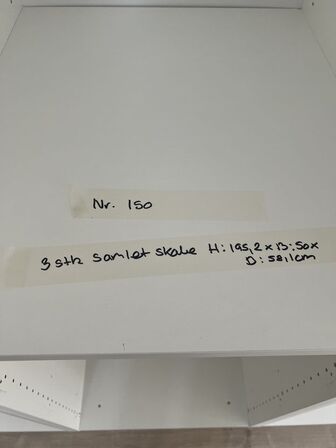 Nr. 150
3 stk samlet skabe H: 195,2 x B: 50 x
D: 58,1 cm